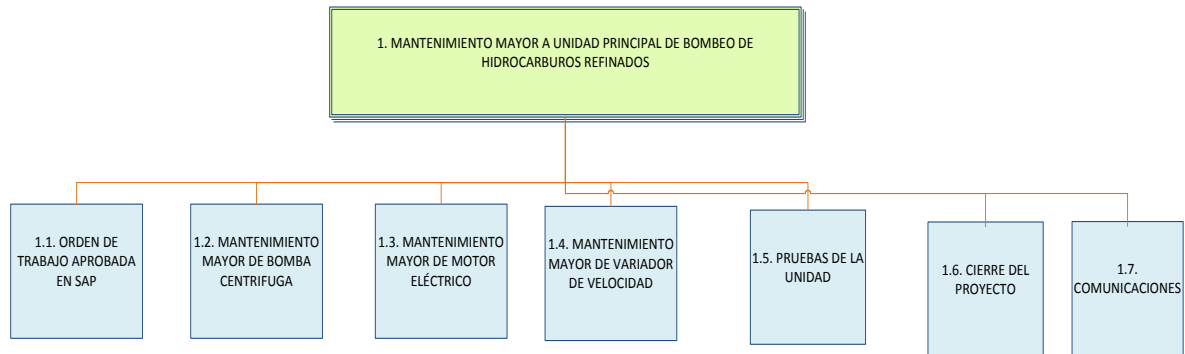 1. MANTENIMIENTO MAYOR A UNIDAD PRINCIPAL DE BOMBEO DE
HIDROCARBUROS REFINADOS
1.1. ORDEN DE
TRABAJO APROBADA
EN SAP
1.2. MANTENIMIENTO
MAYOR DE BOMBA
CENTRIFUGA
1.3. MANTENIMIENTO
MAYOR DE MOTOR
ELÉCTRICO
1.4. MANTENIMIENTO
MAYOR DE VARIADOR
DE VELOCIDAD
1.5. PRUEBAS DE LA
UNIDAD
1.6. CIERRE DEL
PROYECTO
1.7.
COMUNICACIONES